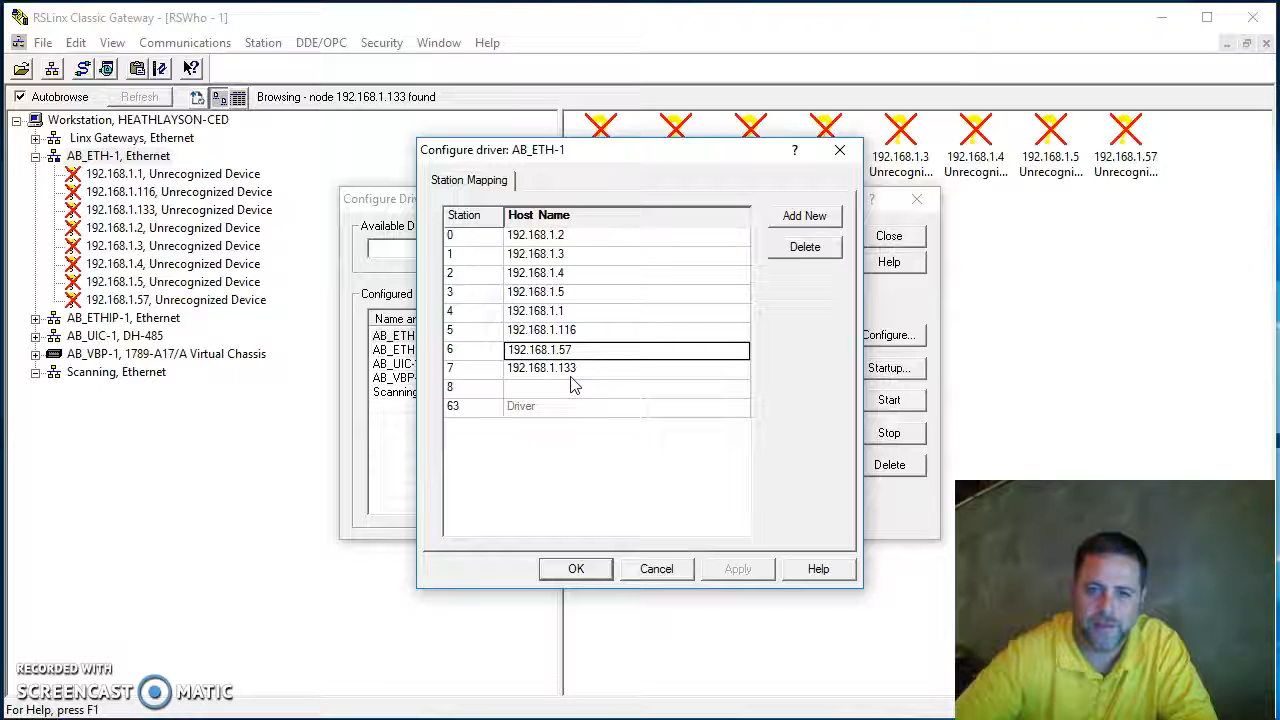 RSLinx Classic Gateway - [RSWho - 1]
File Edit View Communications Station DDE/OPC Security Window Help
Autobrowse Refresh Browsing - node 192.168.1.133 found
Workstation, HEATHLAYSON-CED
Linx Gateways, Ethernet
AB_ETH-1, Ethernet
192.168.1.1, Unrecognized Device
192.168.1.116, Unrecognized Device
192.168.1.133, Unrecognized Device
192.168.1.2, Unrecognized Device
192.168.1.3, Unrecognized Device
192.168.1.4, Unrecognized Device
192.168.1.5, Unrecognized Device
192.168.1.57, Unrecognized Device
AB_ETHIP-1, Ethernet
AB_UIC-1, DH-485
AB_VBP-1, 1789-A17/A Virtual Chassis
Scanning, Ethernet
192.168.1.3 192.168.1.4 192.168.1.5 192.168.1.57
Unrecogni... Unrecogni... Unrecogni... Unrecogni...
Configure Dri
?
Available D
Close
Help
Configured
Name an
AB_ETH
AB_ETH
AB_UIC-
AB_VBP-
Scanning
Configure...
Startup...
Start
Stop
Delete
Configure driver: AB_ETH-1
?
Station Mapping
Station Host Name
0 192.168.1.2
1 192.168.1.3
2 192.168.1.4
3 192.168.1.5
4 192.168.1.1
5 192.168.1.116
6 192.168.1.57
7 192.168.1.133
8
63 Driver
Add New
Delete
OK Cancel Apply Help
RECORDED WITH
SCREENCAST MATIC
For Help, press F1